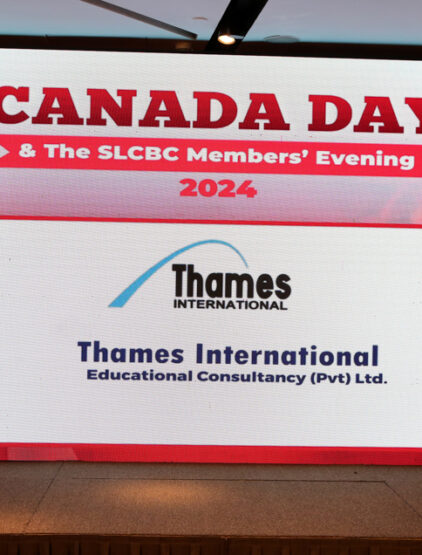 CANADA DAY
& The SLCBC Members' Evening
2024
Thames
INTERNATIONAL
Thames International
Educational Consultancy (Pvt) Ltd.